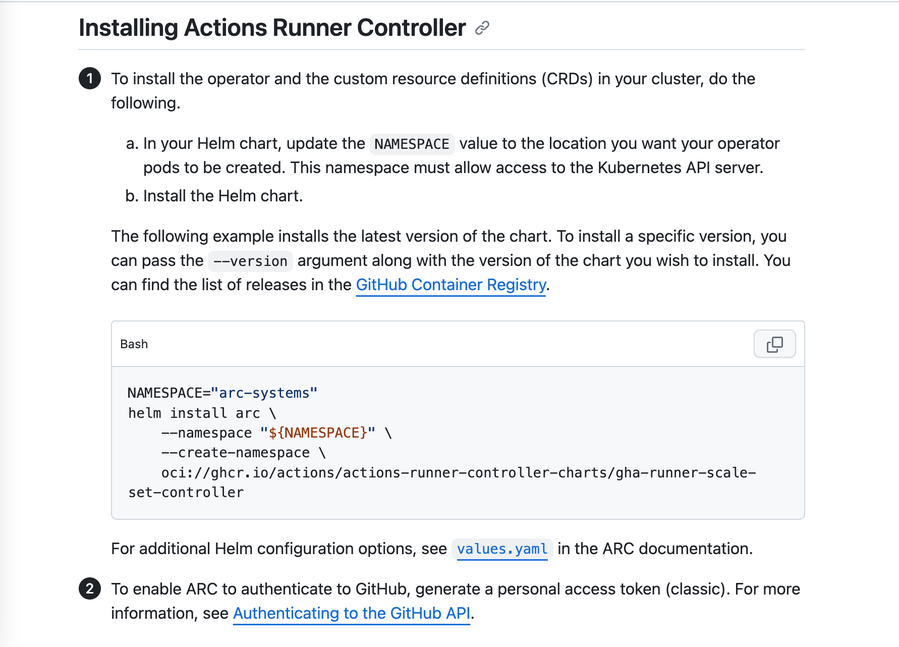 Installing Actions Runner Controller
1 To install the operator and the custom resource definitions (CRDs) in your cluster, do the
following.
a. In your Helm chart, update the NAMESPACE value to the location you want your operator
pods to be created. This namespace must allow access to the Kubernetes API server.
b. Install the Helm chart.
The following example installs the latest version of the chart. To install a specific version, you
can pass the --version argument along with the version of the chart you wish to install. You
can find the list of releases in the GitHub Container Registry.
Bash
NAMESPACE="arc-systems"
helm install arc \
    --namespace "${NAMESPACE}" \
    --create-namespace \
    oci://ghcr.io/actions/actions-runner-controller-charts/gha-runner-scale-
set-controller
For additional Helm configuration options, see values.yaml in the ARC documentation.
2 To enable ARC to authenticate to GitHub, generate a personal access token (classic). For more
information, see Authenticating to the GitHub API.